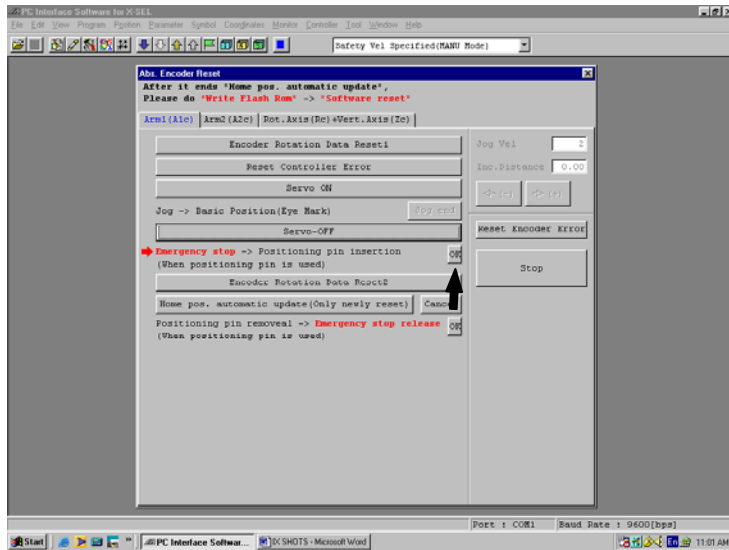 PC Interface Software for X-SEL
File Edit View Program Position Parameter Symbol Coordinates Monitor Controller Tool Window Help
Safety Vel Specified(MANU Mode)
Abs. Encoder Reset
After it ends "Home pos. automatic update",
Please do "Write Flash Rom" -> "Software reset"
Arm1(A1c) Arm2(A2c) Rot.Axis(Rc)+Vert.Axis(Zc)
Encoder Rotation Data Reset1
Jog Vel 2
Reset Controller Error
Inc.Distance 0.00
Servo ON
(-) (+)
Jog -> Basic Position(Eye Mark) Jog end
Servo-OFF
Reset Encoder Error
Emergency stop -> Positioning pin insertion
(When positioning pin is used)
OK
Stop
Encoder Rotation Data Reset2
Home pos. automatic update(Only newly reset)
Positioning pin removeal -> Emergency stop release
(When positioning pin is used)
OK
Port : COM1 Baud Rate : 9600[bps]
Start PC Interface Softwar... IX SHOTS - Microsoft Word En 11:01 AM